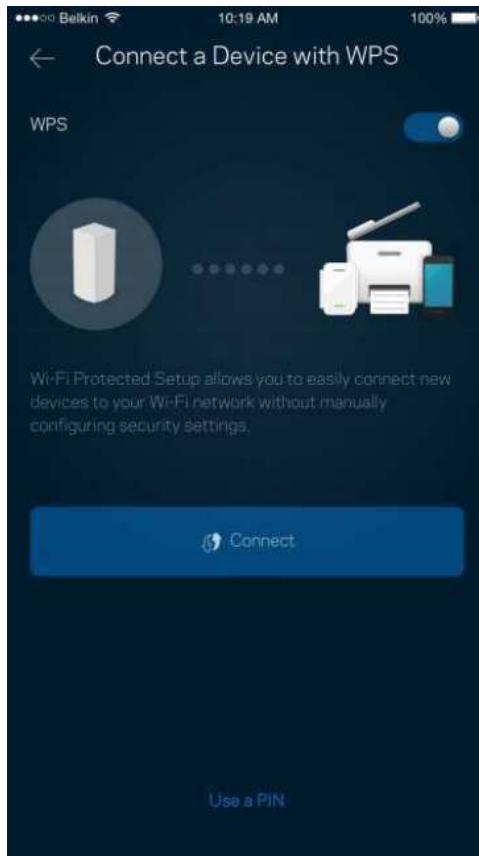 Belkin 10:19 AM 100%
Connect a Device with WPS
WPS
Wi-Fi Protected Setup allows you to easily connect new
devices to your Wi-Fi network without manually
configuring security settings.
Connect
Use a PIN